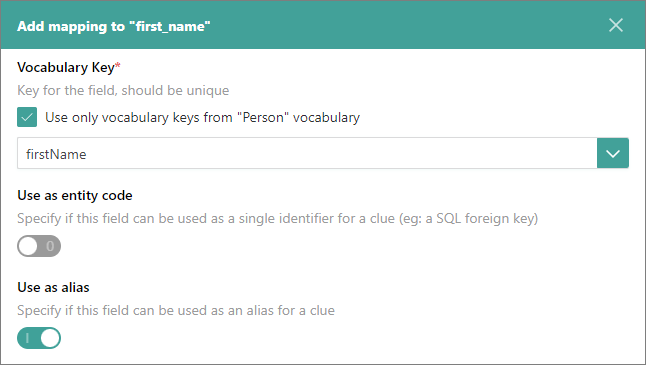 Add mapping to "first_name"
Vocabulary Key*
Key for the field, should be unique
Use only vocabulary keys from "Person" vocabulary
firstName
Use as entity code
Specify if this field can be used as a single identifier for a clue (eg: a SQL foreign key)
0
Use as alias
Specify if this field can be used as an alias for a clue
I